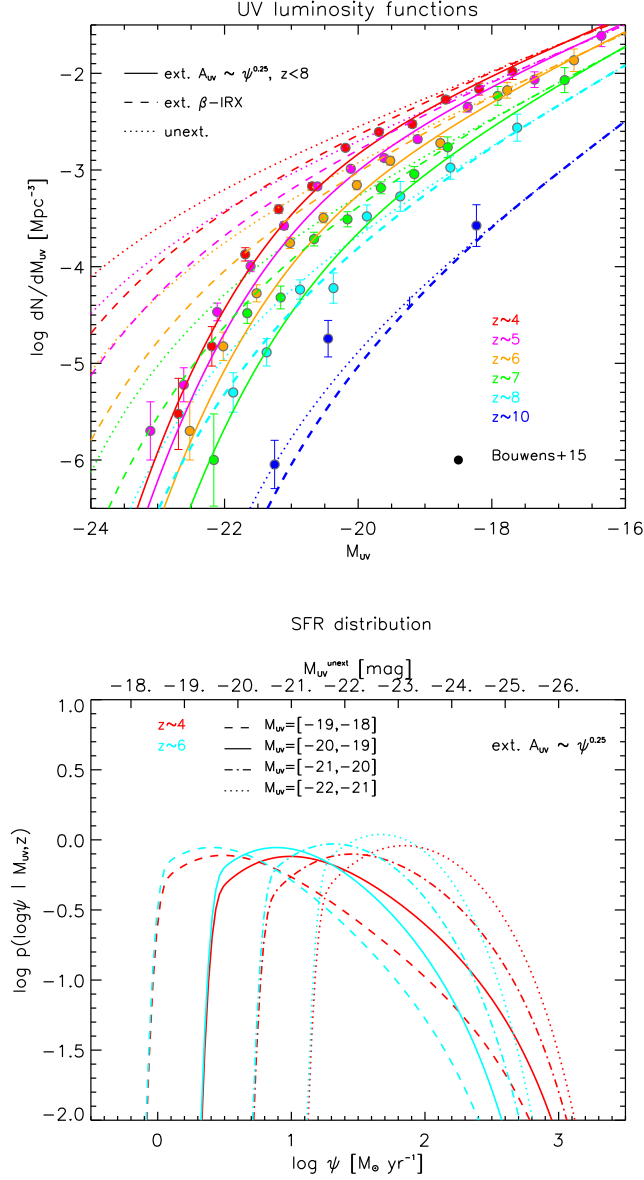 UV luminosity functions
ext. A_UV ~ ψ^0.25, z<8
ext. β-IRX
unext.
log dN/dM_UV [Mpc⁻³]
-2
-3
-4
-5
-6
z~4
z~5
z~6
z~7
z~8
z~10
Bouwens+15
-24 -22 -20 -18 -16
M_UV
SFR distribution
M_UV^unext [mag]
-18. -19. -20. -21. -22. -23. -24. -25. -26.
z~4
z~6
M_UV=[-19,-18]
M_UV=[-20,-19]
M_UV=[-21,-20]
M_UV=[-22,-21]
ext. A_UV ~ ψ^0.25
log p(logψ | M_UV,z)
1.0
0.5
0.0
-0.5
-1.0
-1.5
-2.0
0 1 2 3
log ψ [M⊙ yr⁻¹]